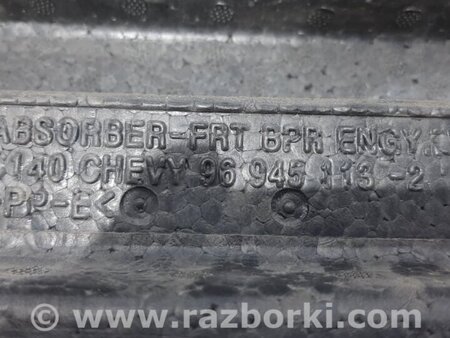 ABSORBER-FRT BPR ENGY
140 CHEVY 96 945 113 -2
PP-E<
www.razborki.com